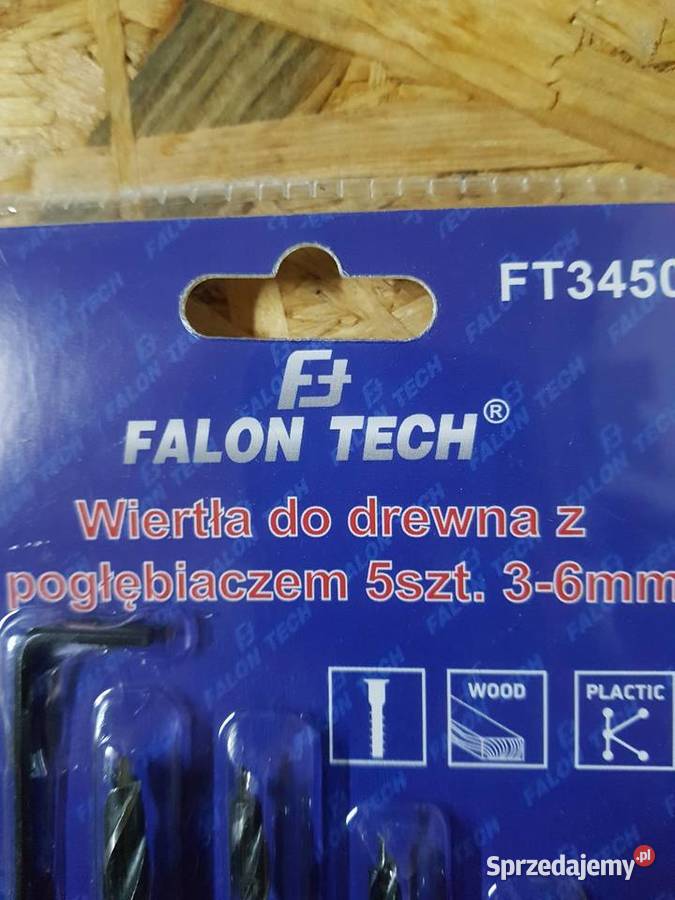 FT3450
FALON TECH®
Wiertła do drewna z
pogłębiaczem 5szt. 3-6mm
WOOD
PLACTIC
Sprzedajemy.pl